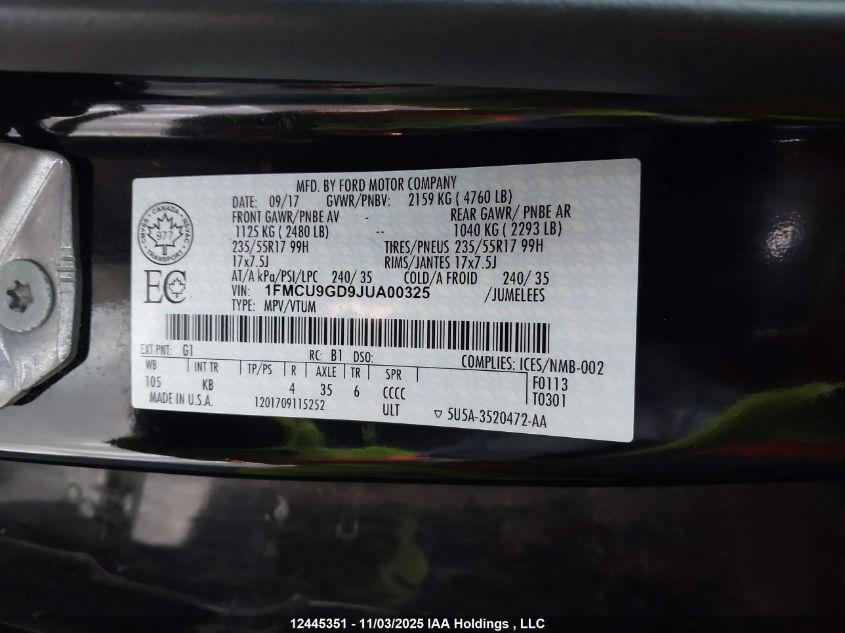 MFD. BY FORD MOTOR COMPANY
DATE: 09/17 GVWR/PNBV: 2159 KG ( 4760 LB)
FRONT GAWR/PNBE AV - REAR GAWR/ PNBE AR
1125 KG ( 2480 LB) -- 1040 KG ( 2293 LB)
235/55R17 99H TIRES/PNEUS 235/55R17 99H
17x7.5J RIMS/JANTES 17x7.5J
AT/A kPa/PSI/LPC 240/ 35 COLD/A FROID 240/ 35
VIN: 1FMCU9GD9JUA00325 /JUMELEES
TYPE: MPV/VTUM
CANADA
977
TRANSPORT
EC
EXT PNT: G1 RC: B1 DSO: COMPLIES: ICES/NMB-002
WB INT TR TP/PS R AXLE TR SPR F0113
105 KB 4 35 6 CCCC T0301
MADE IN U.S.A. 1201709115252 ULT ▽ 5U5A-3520472-AA
12445351 - 11/03/2025 IAA Holdings , LLC